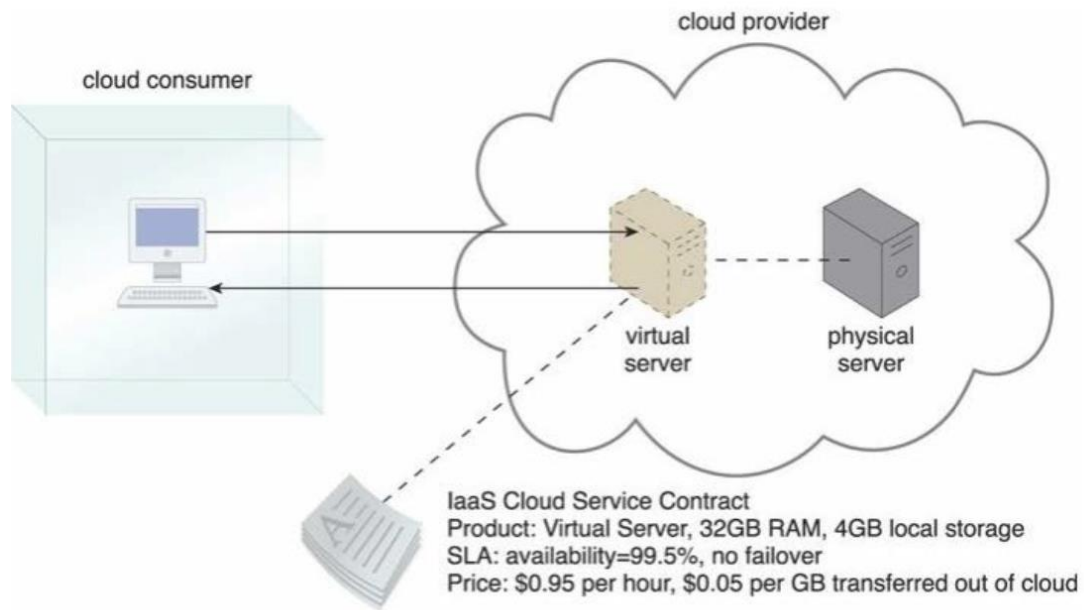 cloud provider
cloud consumer
virtual
server
physical
server
A
IaaS Cloud Service Contract
Product: Virtual Server, 32GB RAM, 4GB local storage
SLA: availability=99.5%, no failover
Price: $0.95 per hour, $0.05 per GB transferred out of cloud